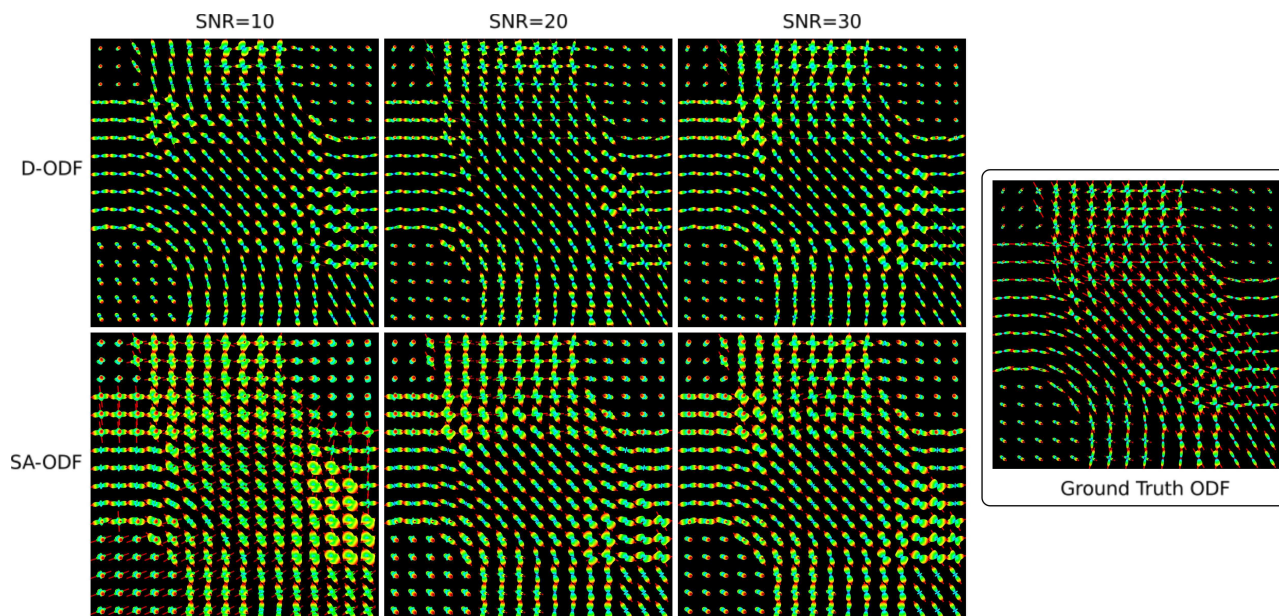 SNR=10
SNR=20
SNR=30
D-ODF
SA-ODF
Ground Truth ODF